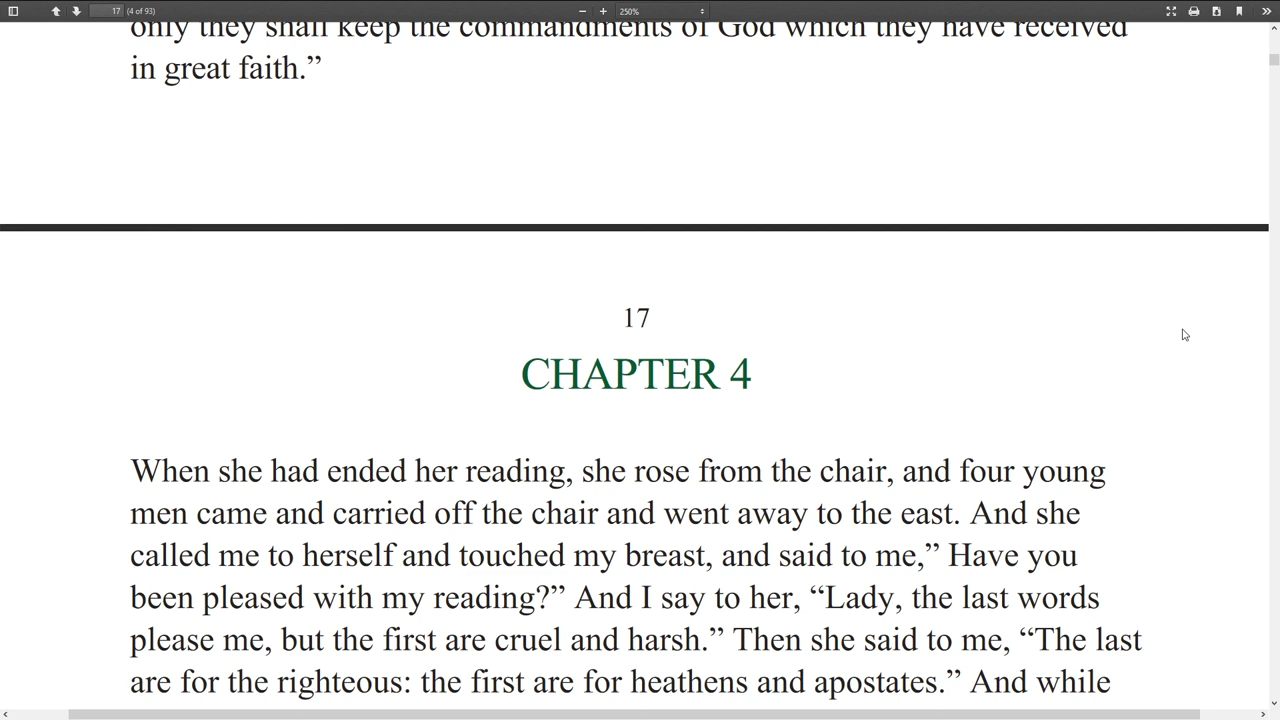 17 (4 of 93) 250%
only they shall keep the commandments of God which they have received
in great faith.”
17
CHAPTER 4
When she had ended her reading, she rose from the chair, and four young
men came and carried off the chair and went away to the east. And she
called me to herself and touched my breast, and said to me,” Have you
been pleased with my reading?” And I say to her, “Lady, the last words
please me, but the first are cruel and harsh.” Then she said to me, “The last
are for the righteous: the first are for heathens and apostates.” And while